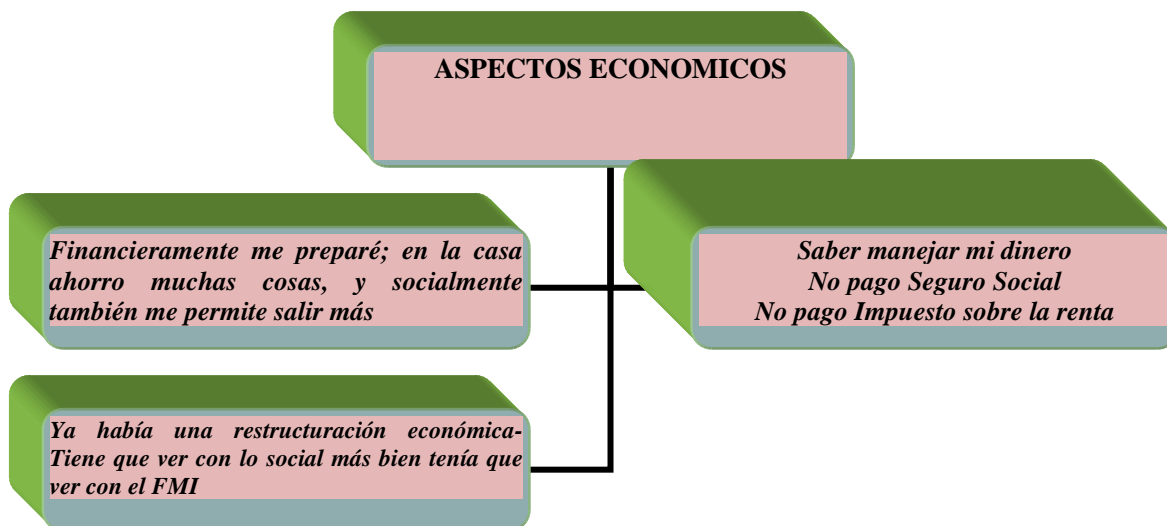 ASPECTOS ECONOMICOS
Financieramente me preparé; en la casa
ahorro muchas cosas, y socialmente
también me permite salir más
Saber manejar mi dinero
No pago Seguro Social
No pago Impuesto sobre la renta
Ya había una restructuración económica-
Tiene que ver con lo social más bien tenía que
ver con el FMI